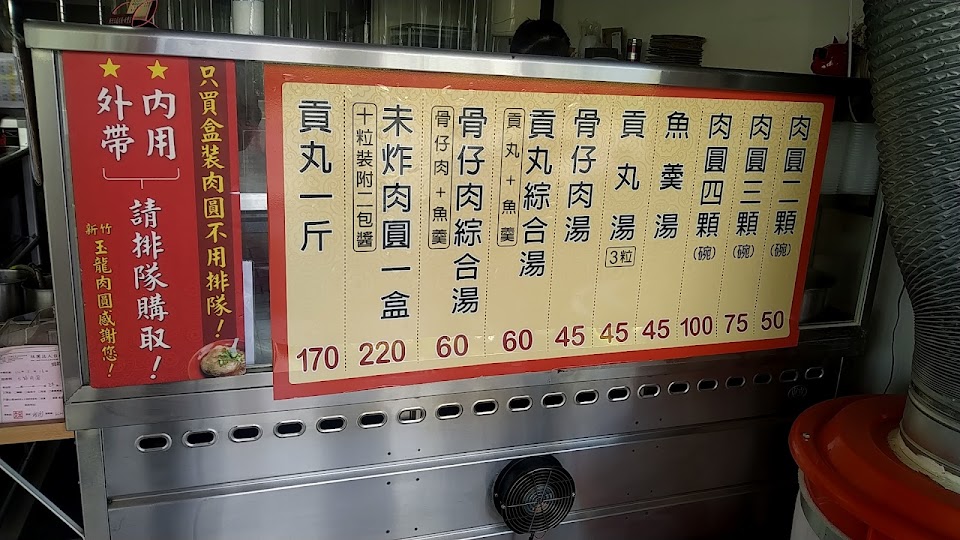 只買盒裝肉圓不用排隊！
內用
外帶
請排隊購取！
新竹
玉龍肉圓感謝您！
肉圓二顆(碗) 50
肉圓三顆(碗) 75
肉圓四顆(碗) 100
魚羹湯 45
貢丸湯 3粒 45
骨仔肉湯 45
貢丸綜合湯 貢丸+魚羹 60
骨仔肉綜合湯 骨仔肉+魚羹 60
未炸肉圓一盒 十粒裝附二包醬 220
貢丸一斤 170